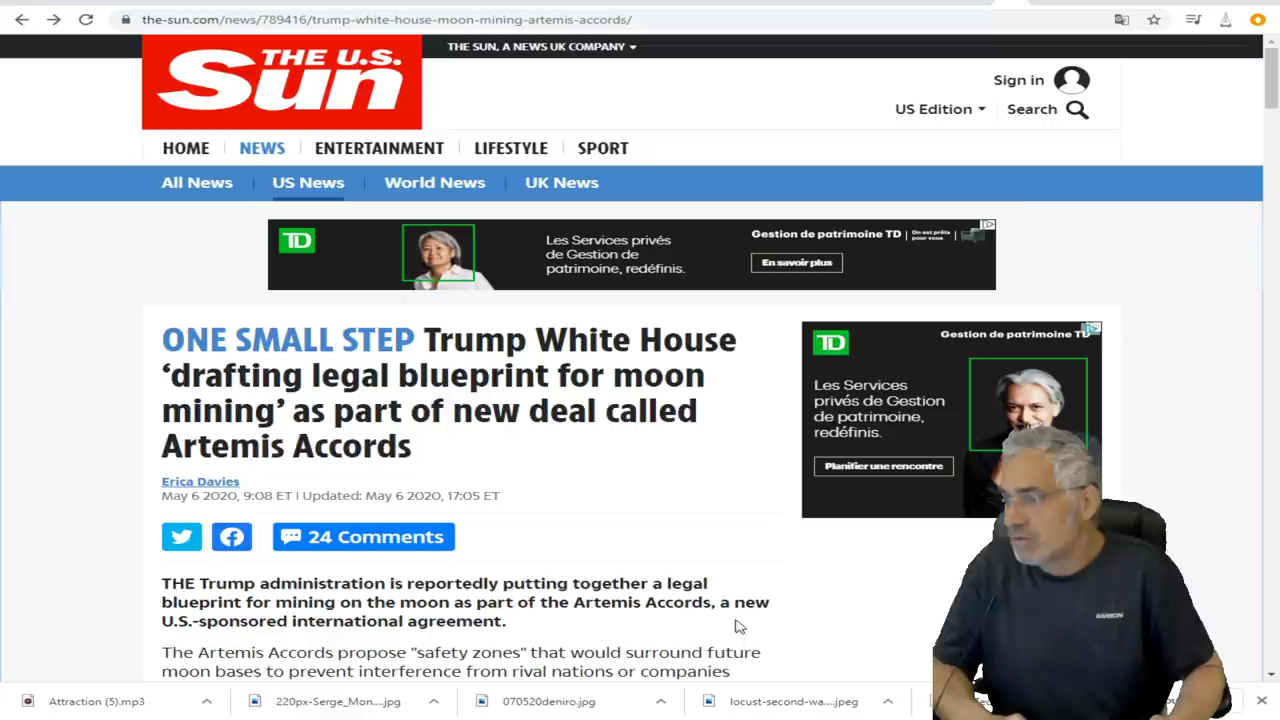 the-sun.com/news/789416/trump-white-house-moon-mining-artemis-accords/
THE SUN, A NEWS UK COMPANY
THE U.S.
Sun
Sign in
US Edition
Search
HOME
NEWS
ENTERTAINMENT
LIFESTYLE
SPORT
All News
US News
World News
UK News
TD
Les Services privés
de Gestion de
patrimoine, redéfinis.
Gestion de patrimoine TD
On est prêts
pour vous
En savoir plus
ONE SMALL STEP Trump White House
‘drafting legal blueprint for moon
mining’ as part of new deal called
Artemis Accords
Erica Davies
May 6 2020, 9:08 ET | Updated: May 6 2020, 17:05 ET
24 Comments
TD
Gestion de patrimoine TD
Les Services
privés de Gestion
de patrimoine,
redéfinis.
Planifier une rencontre
THE Trump administration is reportedly putting together a legal
blueprint for mining on the moon as part of the Artemis Accords, a new
U.S.-sponsored international agreement.
The Artemis Accords propose "safety zones" that would surround future
moon bases to prevent interference from rival nations or companies
Attraction (5).mp3
220px-Serge_Mon....jpg
070520deniro.jpg
locust-second-wa....jpeg